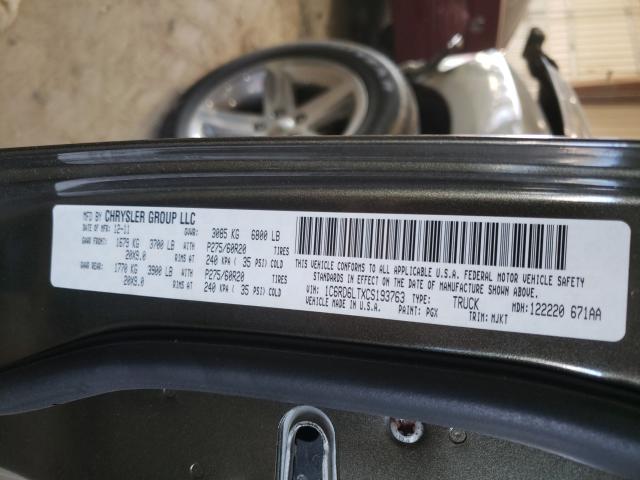 MFD BY CHRYSLER GROUP LLC
DATE OF MFR: 12-11 GVWR: 3085 KG 6800 LB
GAWR FRONT: 1679 KG 3700 LB WITH P275/60R20 TIRES
20X9.0 RIMS AT 240 KPA ( 35 PSI) COLD
GAWR REAR: 1770 KG 3900 LB WITH P275/60R20 TIRES
20X9.0 RIMS AT 240 KPA ( 35 PSI) COLD
THIS VEHICLE CONFORMS TO ALL APPLICABLE U.S.A. FEDERAL MOTOR VEHICLE SAFETY
STANDARDS IN EFFECT ON THE DATE OF MANUFACTURE SHOWN ABOVE.
VIN: 1C6RD6LTXCS193763 TYPE: TRUCK MDH: 122220 671AA
VEHICLE MADE IN U.S.A. PAINT: PGX TRIM: MJKT